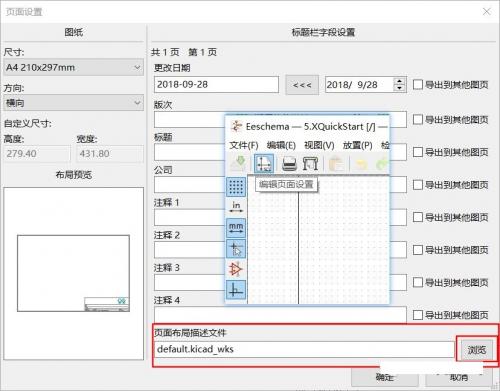 页面设置
图纸
标题栏字段设置
尺寸:
A4 210x297mm
方向:
横向
自定义尺寸:
高度:
宽度:
279.40
431.80
布局预览
共 1 页 第 1 页
更改日期
2018-09-28
<<<
2018/ 9/28
导出到其他图页
版次
导出到其他图页
标题
导出到其他图页
公司
导出到其他图页
注释 1
导出到其他图页
注释 2
导出到其他图页
注释 3
导出到其他图页
注释 4
导出到其他图页
Eeschema — 5.XQuickStart [/] —
文件(F) 编辑(E) 视图(V) 放置(P) 检
编辑页面设置
in
mm
页面布局描述文件
default.kicad_wks
浏览
确定
取消